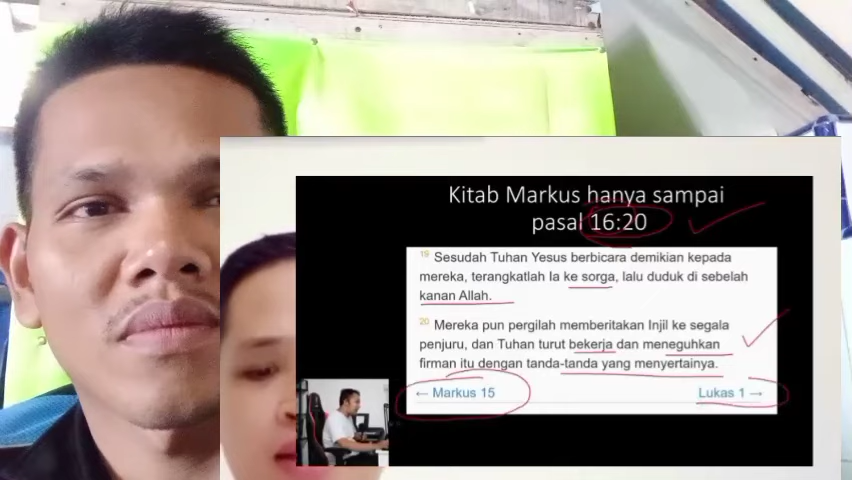 Kitab Markus hanya sampai
pasal 16:20
19 Sesudah Tuhan Yesus berbicara demikian kepada
mereka, terangkatlah Ia ke sorga, lalu duduk di sebelah
kanan Allah.
20 Mereka pun pergilah memberitakan Injil ke segala
penjuru, dan Tuhan turut bekerja dan meneguhkan
firman itu dengan tanda-tanda yang menyertainya.
← Markus 15
Lukas 1 →